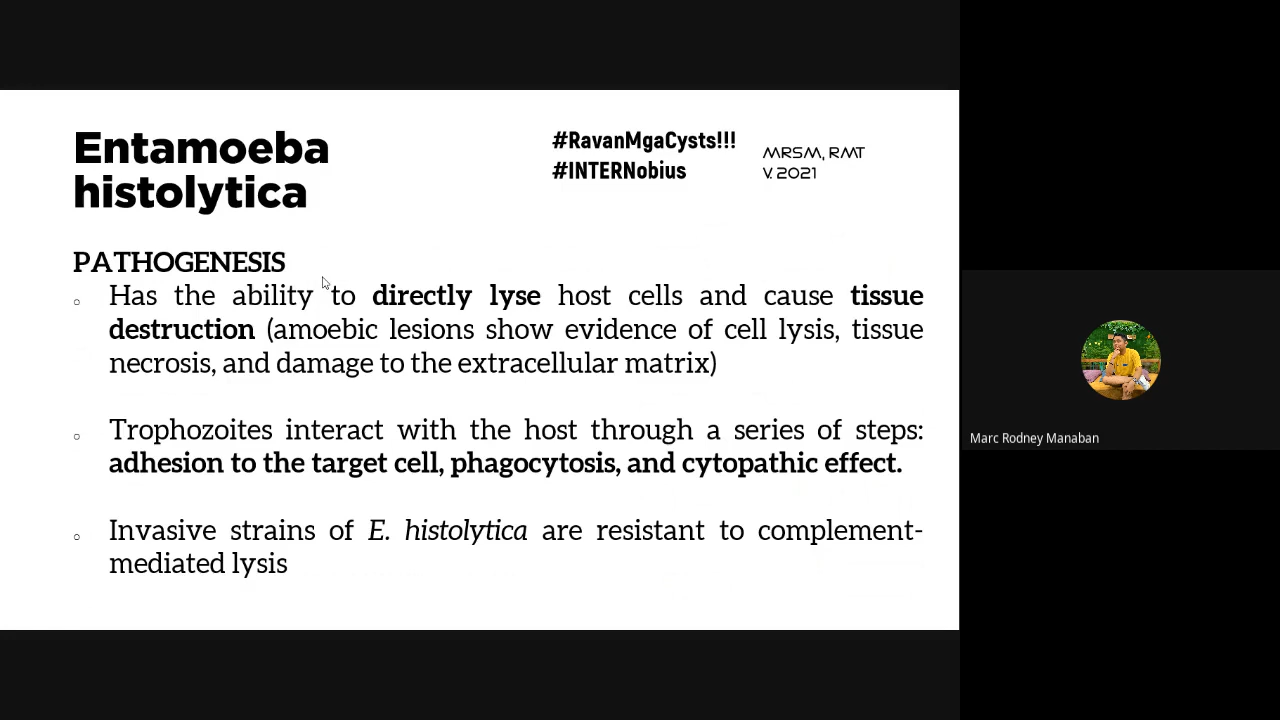 Entamoeba
histolytica
#RavanMgaCysts!!!
#INTERNobius
MRSM, RMT
V. 2021
PATHOGENESIS
Has the ability to directly lyse host cells and cause tissue
destruction (amoebic lesions show evidence of cell lysis, tissue
necrosis, and damage to the extracellular matrix)
Trophozoites interact with the host through a series of steps:
adhesion to the target cell, phagocytosis, and cytopathic effect.
Invasive strains of E. histolytica are resistant to complement-
mediated lysis
Marc Rodney Manaban